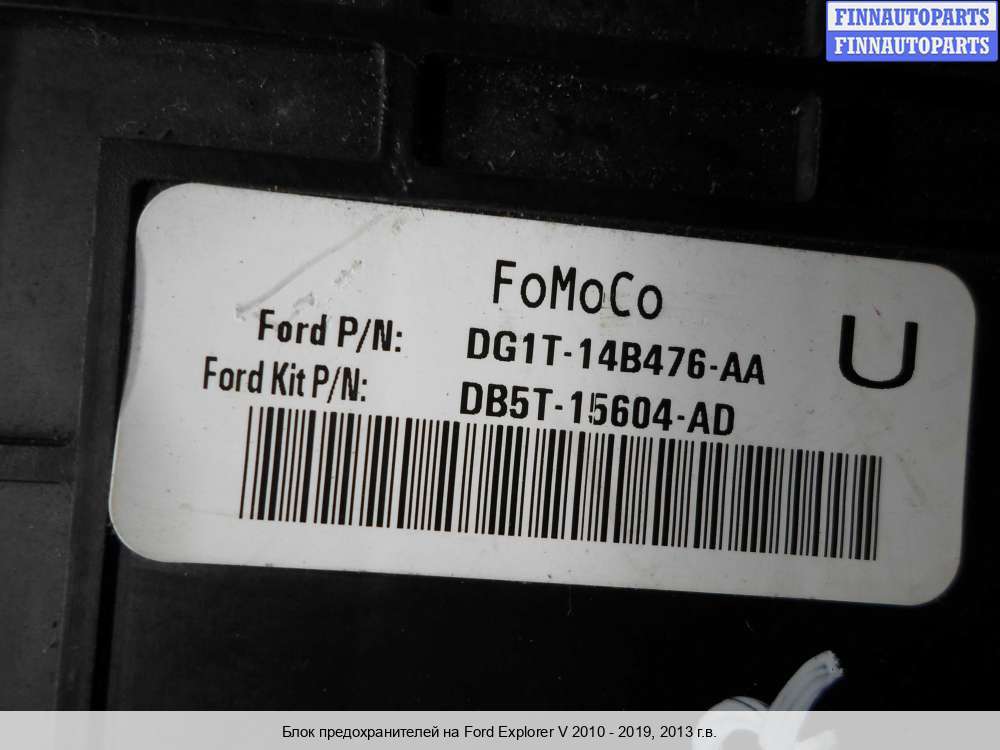 FINNAUTOPARTS
FINNAUTOPARTS
FoMoCo
Ford P/N: DG1T-14B476-AA
U
Ford Kit P/N: DB5T-15604-AD
Блок предохранителей на Ford Explorer V 2010 - 2019, 2013 г.в.